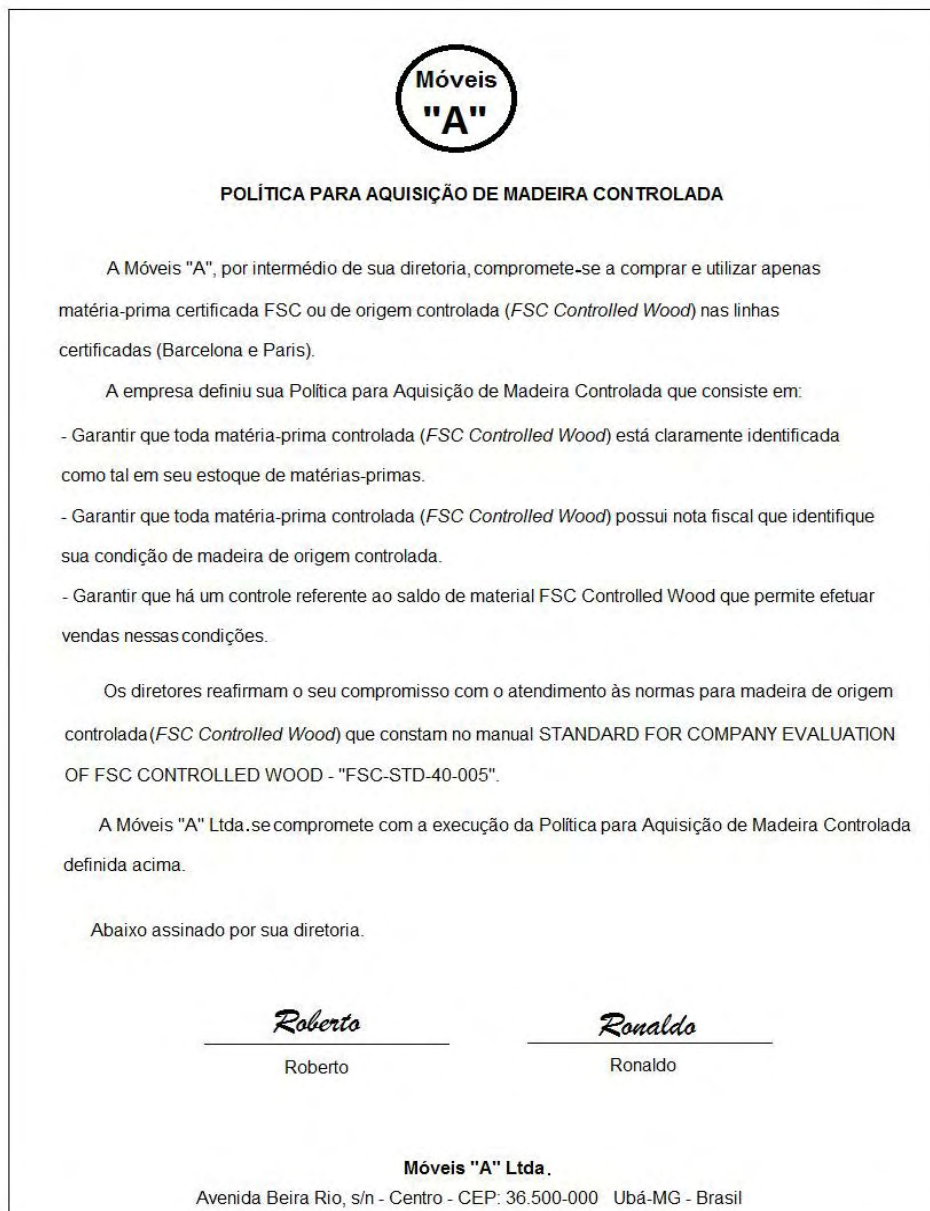 Móveis
"A"
POLÍTICA PARA AQUISIÇÃO DE MADEIRA CONTROLADA
A Móveis "A", por intermédio de sua diretoria, compromete-se a comprar e utilizar apenas
matéria-prima certificada FSC ou de origem controlada (FSC Controlled Wood) nas linhas
certificadas (Barcelona e Paris).
A empresa definiu sua Política para Aquisição de Madeira Controlada que consiste em:
- Garantir que toda matéria-prima controlada (FSC Controlled Wood) está claramente identificada
como tal em seu estoque de matérias-primas.
- Garantir que toda matéria-prima controlada (FSC Controlled Wood) possui nota fiscal que identifique
sua condição de madeira de origem controlada.
- Garantir que há um controle referente ao saldo de material FSC Controlled Wood que permite efetuar
vendas nessas condições.
Os diretores reafirmam o seu compromisso com o atendimento às normas para madeira de origem
controlada (FSC Controlled Wood) que constam no manual STANDARD FOR COMPANY EVALUATION
OF FSC CONTROLLED WOOD - "FSC-STD-40-005".
A Móveis "A" Ltda. se compromete com a execução da Política para Aquisição de Madeira Controlada
definida acima.
Abaixo assinado por sua diretoria.
Roberto Ronaldo
Roberto Ronaldo
Móveis "A" Ltda.
Avenida Beira Rio, s/n - Centro - CEP: 36.500-000 Ubá-MG - Brasil